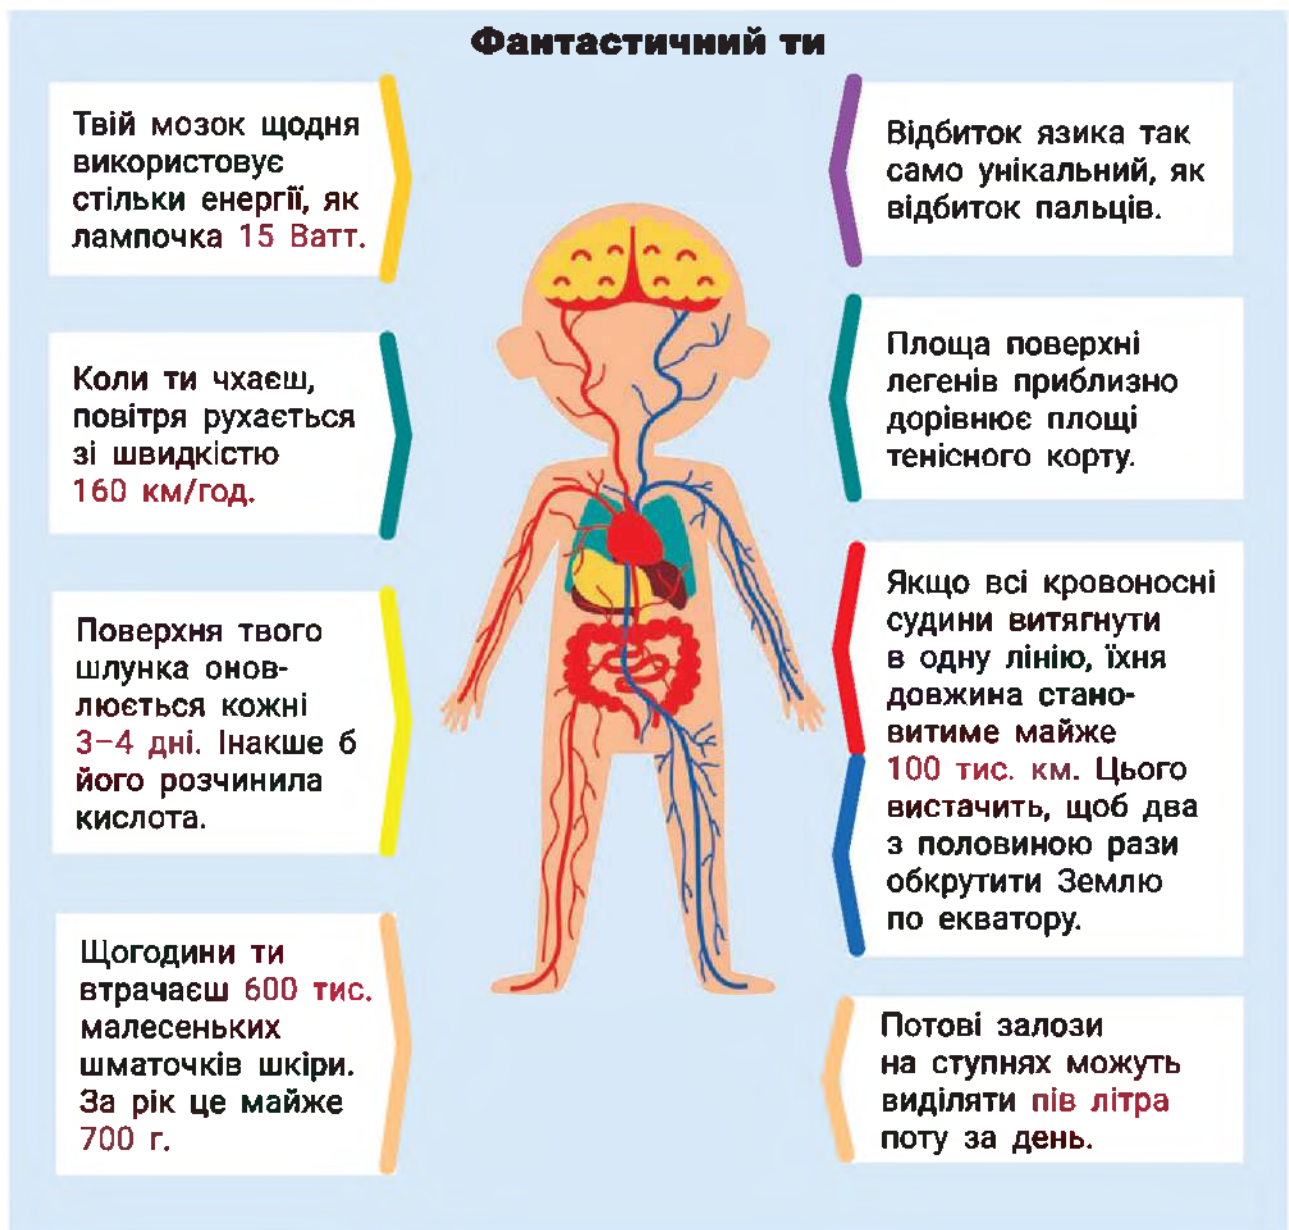 Фантастичний ти
Твій мозок щодня
використовує
стільки енергії, як
лампочка 15 Ватт.
Коли ти чхаєш,
повітря рухається
зі швидкістю
160 км/год.
Поверхня твого
шлунка онов-
люється кожні
3–4 дні. Інакше б
його розчинила
кислота.
Щогодини ти
втрачаєш 600 тис.
малесеньких
шматочків шкіри.
За рік це майже
700 г.
Відбиток язика так
само унікальний, як
відбиток пальців.
Площа поверхні
легенів приблизно
дорівнює площі
тенісного корту.
Якщо всі кровоносні
судини витягнути
в одну лінію, їхня
довжина стано-
витиме майже
100 тис. км. Цього
вистачить, щоб два
з половиною рази
обкрутити Землю
по екватору.
Потові залози
на ступнях можуть
виділяти пів літра
поту за день.